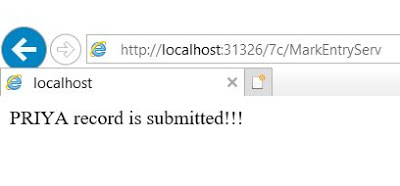 http://localhost:31326/7c/MarkEntryServ
localhost
PRIYA record is submitted!!!